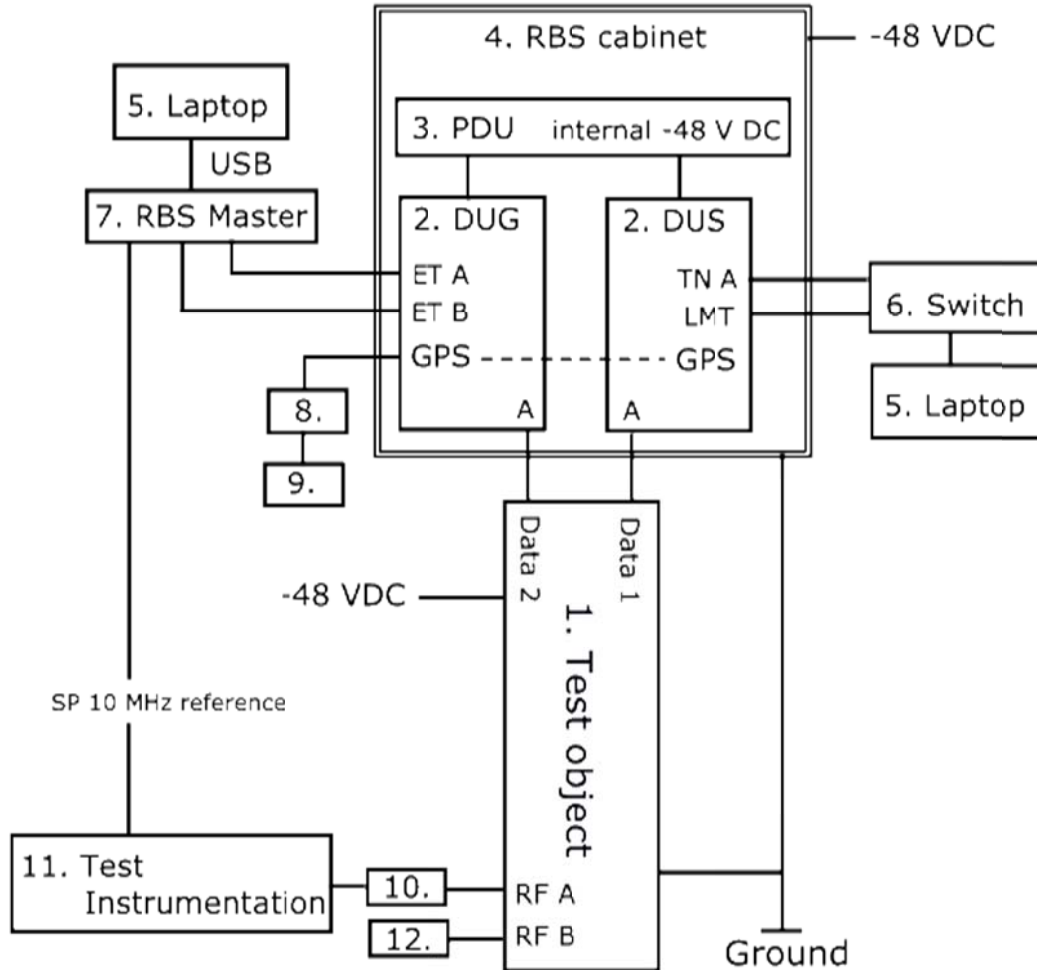 4. RBS cabinet
-48 VDC
5. Laptop
3. PDU internal -48 V DC
USB
7. RBS Master
2. DUG
2. DUS
ET A
TN A
ET B
LMT
6. Switch
GPS
GPS
8.
A
A
5. Laptop
9.
Data 2
Data 1
-48 VDC
1. Test object
SP 10 MHz reference
11. Test
Instrumentation
10.
RF A
12.
RF B
Ground